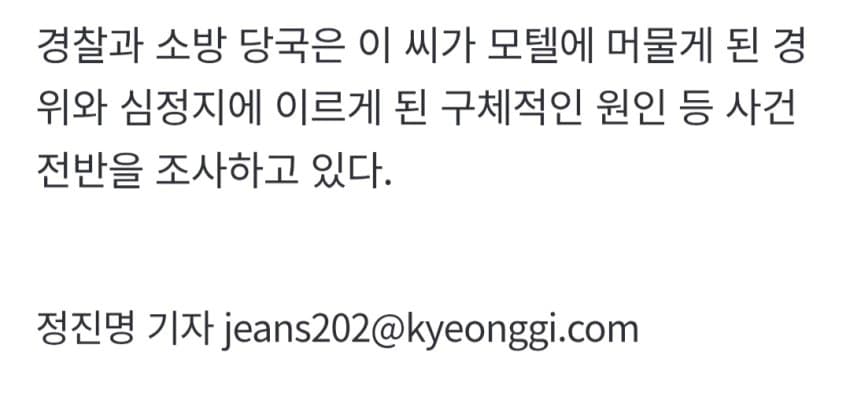 경찰과 소방 당국은 이 씨가 모텔에 머물게 된 경
위와 심정지에 이르게 된 구체적인 원인 등 사건
전반을 조사하고 있다.
정진명 기자 jeans202@kyeonggi.com